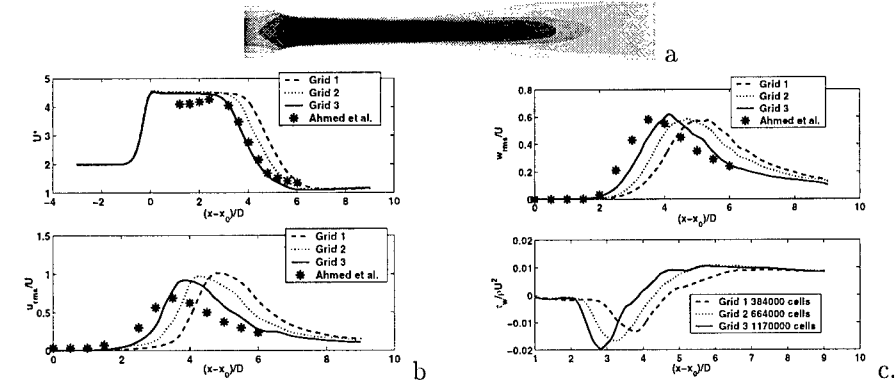 a
Grid 1
Grid 2
Grid 3
Ahmed et al.
5
4
3
2
1
U*
-4 -2 0 2 4 6 8 10
(x-x₀)/D
Grid 1
Grid 2
Grid 3
Ahmed et al.
0.8
0.6
0.4
0.2
0
w_rms/U
0 2 4 6 8 10
(x-x₀)/D
Grid 1
Grid 2
Grid 3
Ahmed et al.
1.5
1
0.5
0
u_rms/U
0 2 4 6 8 10
(x-x₀)/D
b
0.02
0.01
0
-0.01
-0.02
τ_w/ρU²
Grid 1 384000 cells
Grid 2 664000 cells
Grid 3 1170000 cells
1 2 3 4 5 6 7 8 9 10
(x-x₀)/D
c.